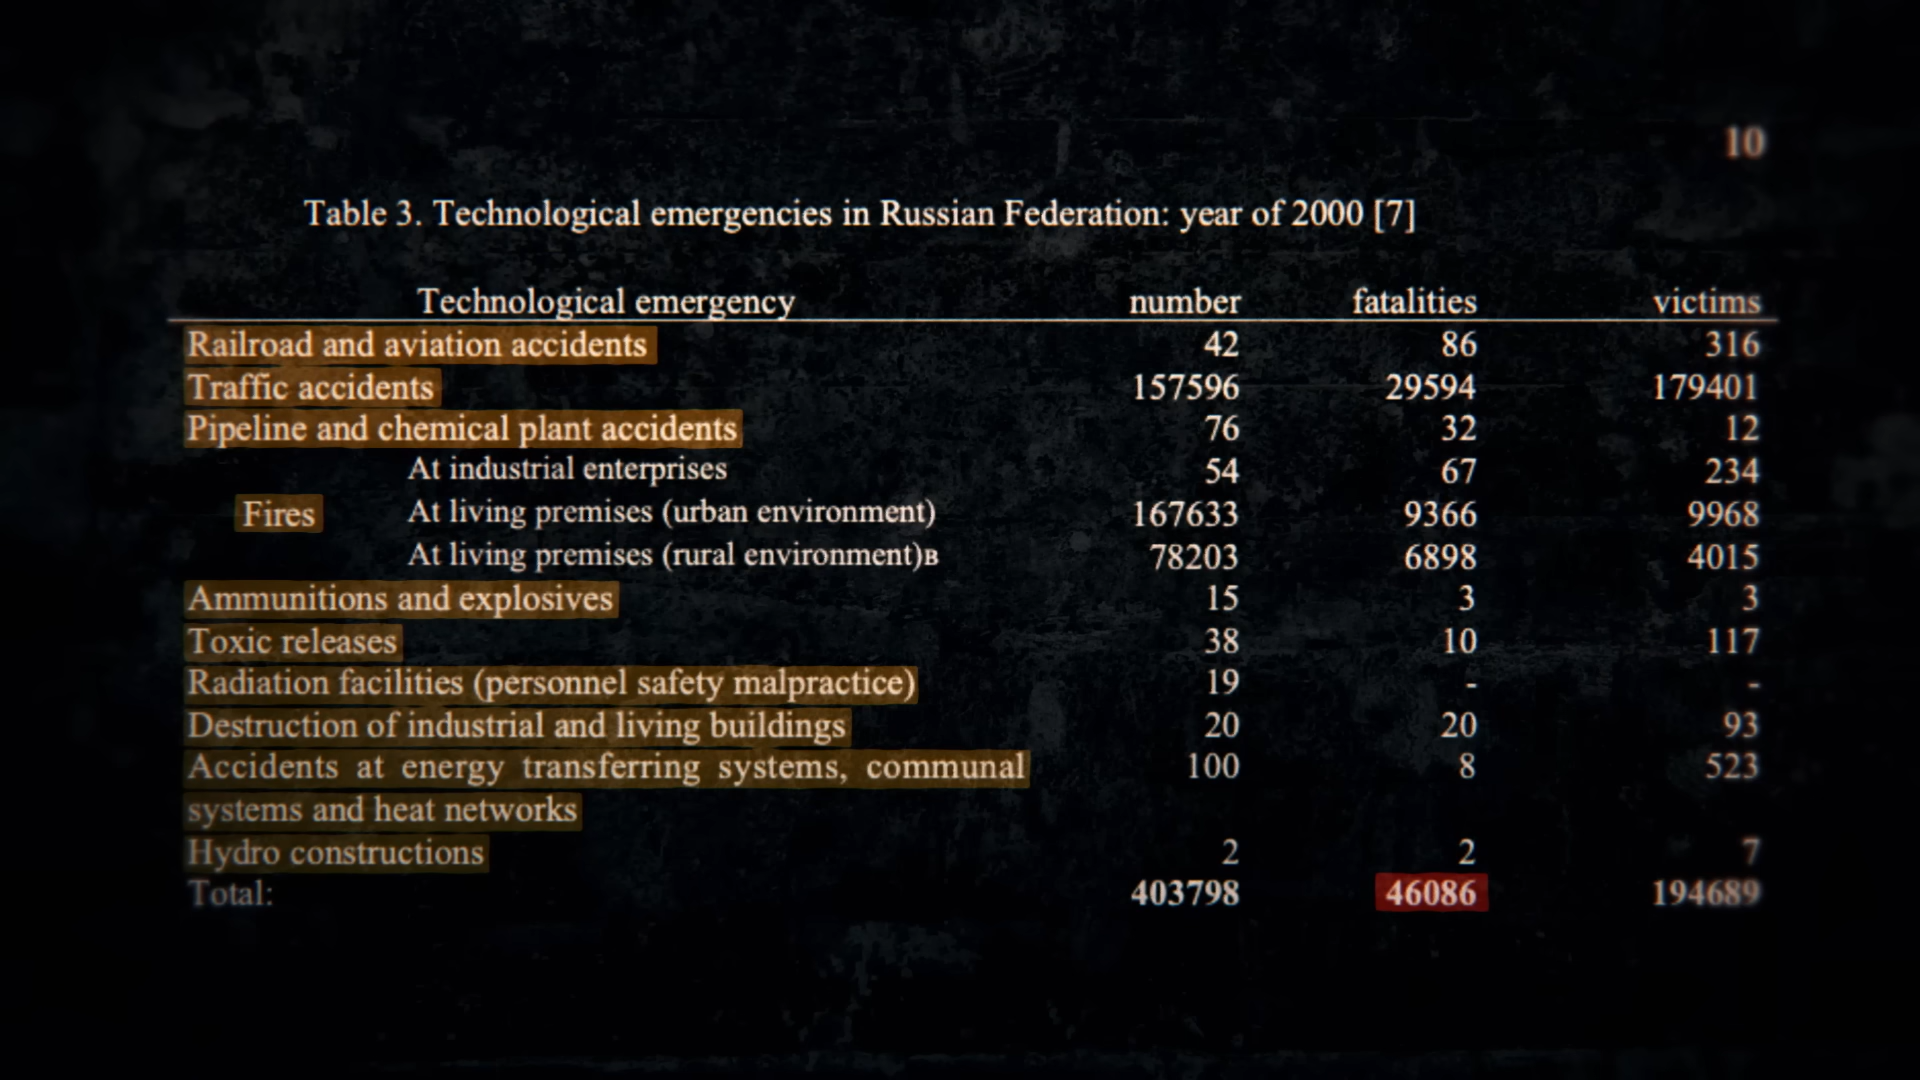 10
Table 3. Technological emergencies in Russian Federation: year of 2000 [7]
Technological emergency number fatalities victims
Railroad and aviation accidents 42 86 316
Traffic accidents 157596 29594 179401
Pipeline and chemical plant accidents 76 32 12
At industrial enterprises 54 67 234
Fires At living premises (urban environment) 167633 9366 9968
At living premises (rural environment)в 78203 6898 4015
Ammunitions and explosives 15 3 3
Toxic releases 38 10 117
Radiation facilities (personnel safety malpractice) 19 - -
Destruction of industrial and living buildings 20 20 93
Accidents at energy transferring systems, communal 100 8 523
systems and heat networks
Hydro constructions 2 2 7
Total: 403798 46086 194689